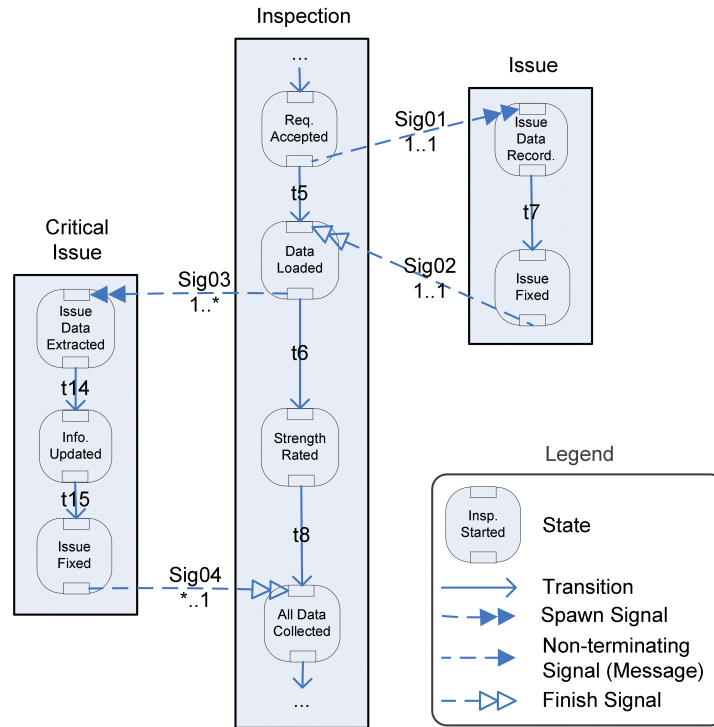 Inspection
...
Issue
Req.
Accepted
Sig01
1..1
Issue
Data
Record.
t5
t7
Critical
Issue
Data
Loaded
Sig02
1..1
Issue
Fixed
Sig03
1..*
Issue
Data
Extracted
t6
t14
Info.
Updated
Strength
Rated
t15
Issue
Fixed
t8
Sig04
*..1
All Data
Collected
...
Legend
Insp.
Started
State
Transition
Spawn Signal
Non-terminating
Signal (Message)
Finish Signal